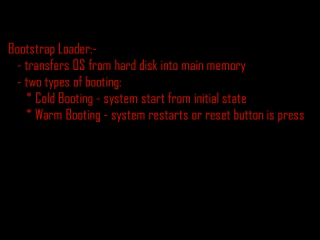 Bootstrap Loader:-
- transfers OS from hard disk into main memory
- two types of booting:
* Cold Booting - system start from initial state
* Warm Booting - system restarts or reset button is press